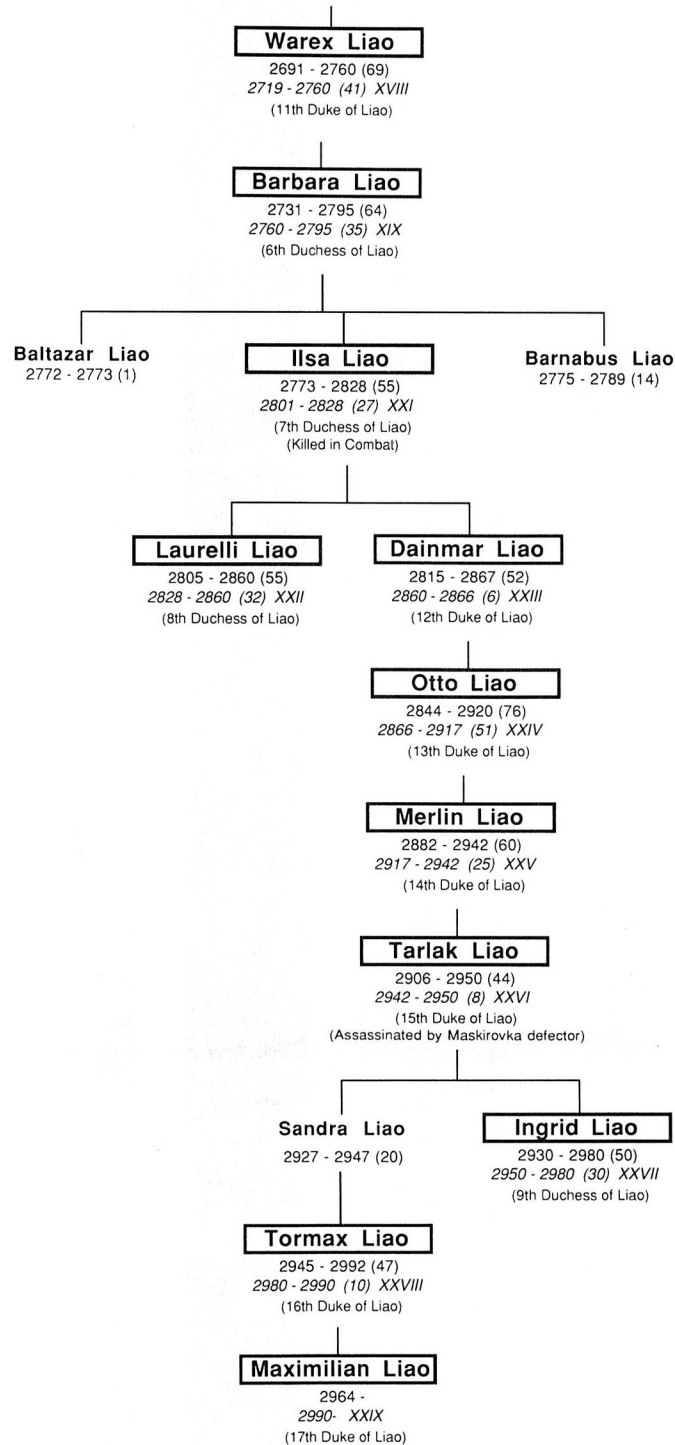 Warex Liao
2691 - 2760 (69)
2719 - 2760 (41) XVIII
(11th Duke of Liao)
Barbara Liao
2731 - 2795 (64)
2760 - 2795 (35) XIX
(6th Duchess of Liao)
Baltazar Liao
2772 - 2773 (1)
Ilsa Liao
2773 - 2828 (55)
2801 - 2828 (27) XXI
(7th Duchess of Liao)
(Killed in Combat)
Barnabus Liao
2775 - 2789 (14)
Laurelli Liao
2805 - 2860 (55)
2828 - 2860 (32) XXII
(8th Duchess of Liao)
Dainmar Liao
2815 - 2867 (52)
2860 - 2866 (6) XXIII
(12th Duke of Liao)
Otto Liao
2844 - 2920 (76)
2866 - 2917 (51) XXIV
(13th Duke of Liao)
Merlin Liao
2882 - 2942 (60)
2917 - 2942 (25) XXV
(14th Duke of Liao)
Tarlak Liao
2906 - 2950 (44)
2942 - 2950 (8) XXVI
(15th Duke of Liao)
(Assassinated by Maskirovka defector)
Sandra Liao
2927 - 2947 (20)
Ingrid Liao
2930 - 2980 (50)
2950 - 2980 (30) XXVII
(9th Duchess of Liao)
Tormax Liao
2945 - 2992 (47)
2980 - 2990 (10) XXVIII
(16th Duke of Liao)
Maximilian Liao
2964 -
2990- XXIX
(17th Duke of Liao)